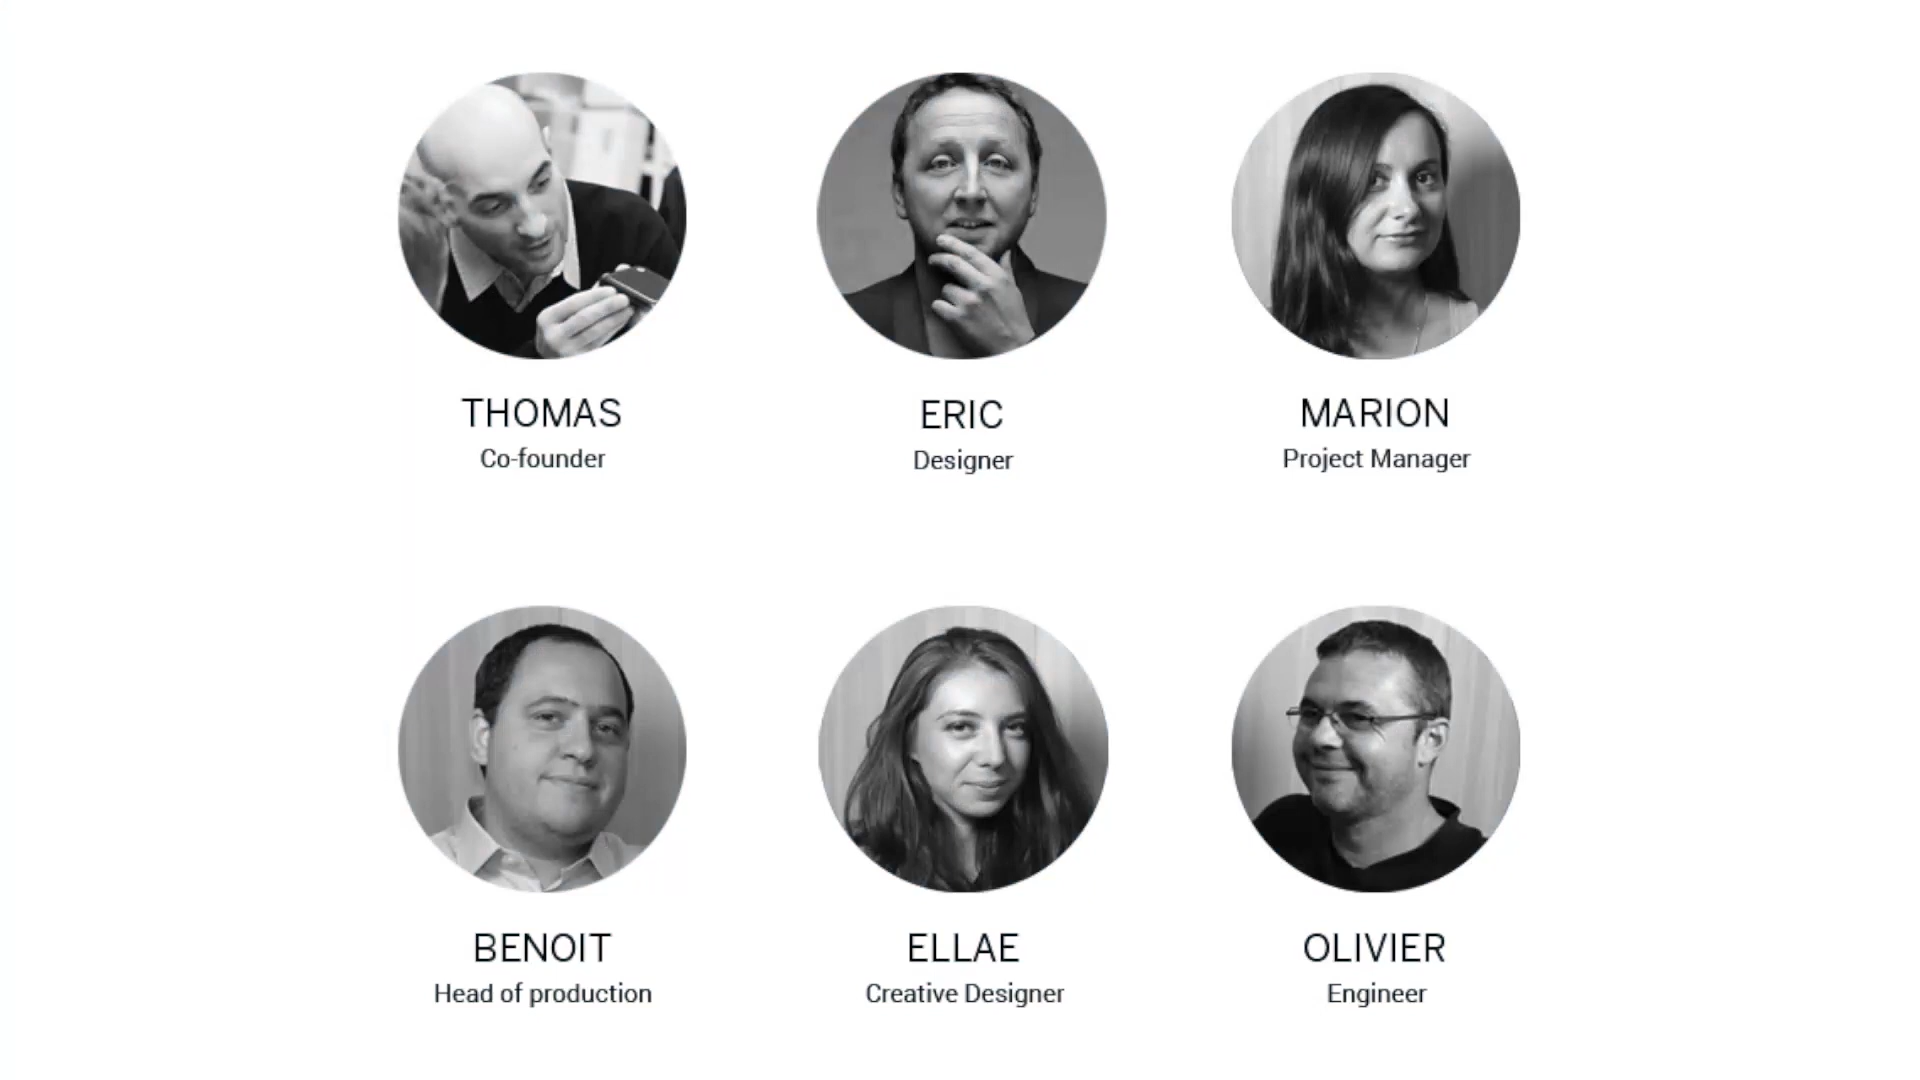 THOMAS
Co-founder
ERIC
Designer
MARION
Project Manager
BENOIT
Head of production
ELLAE
Creative Designer
OLIVIER
Engineer